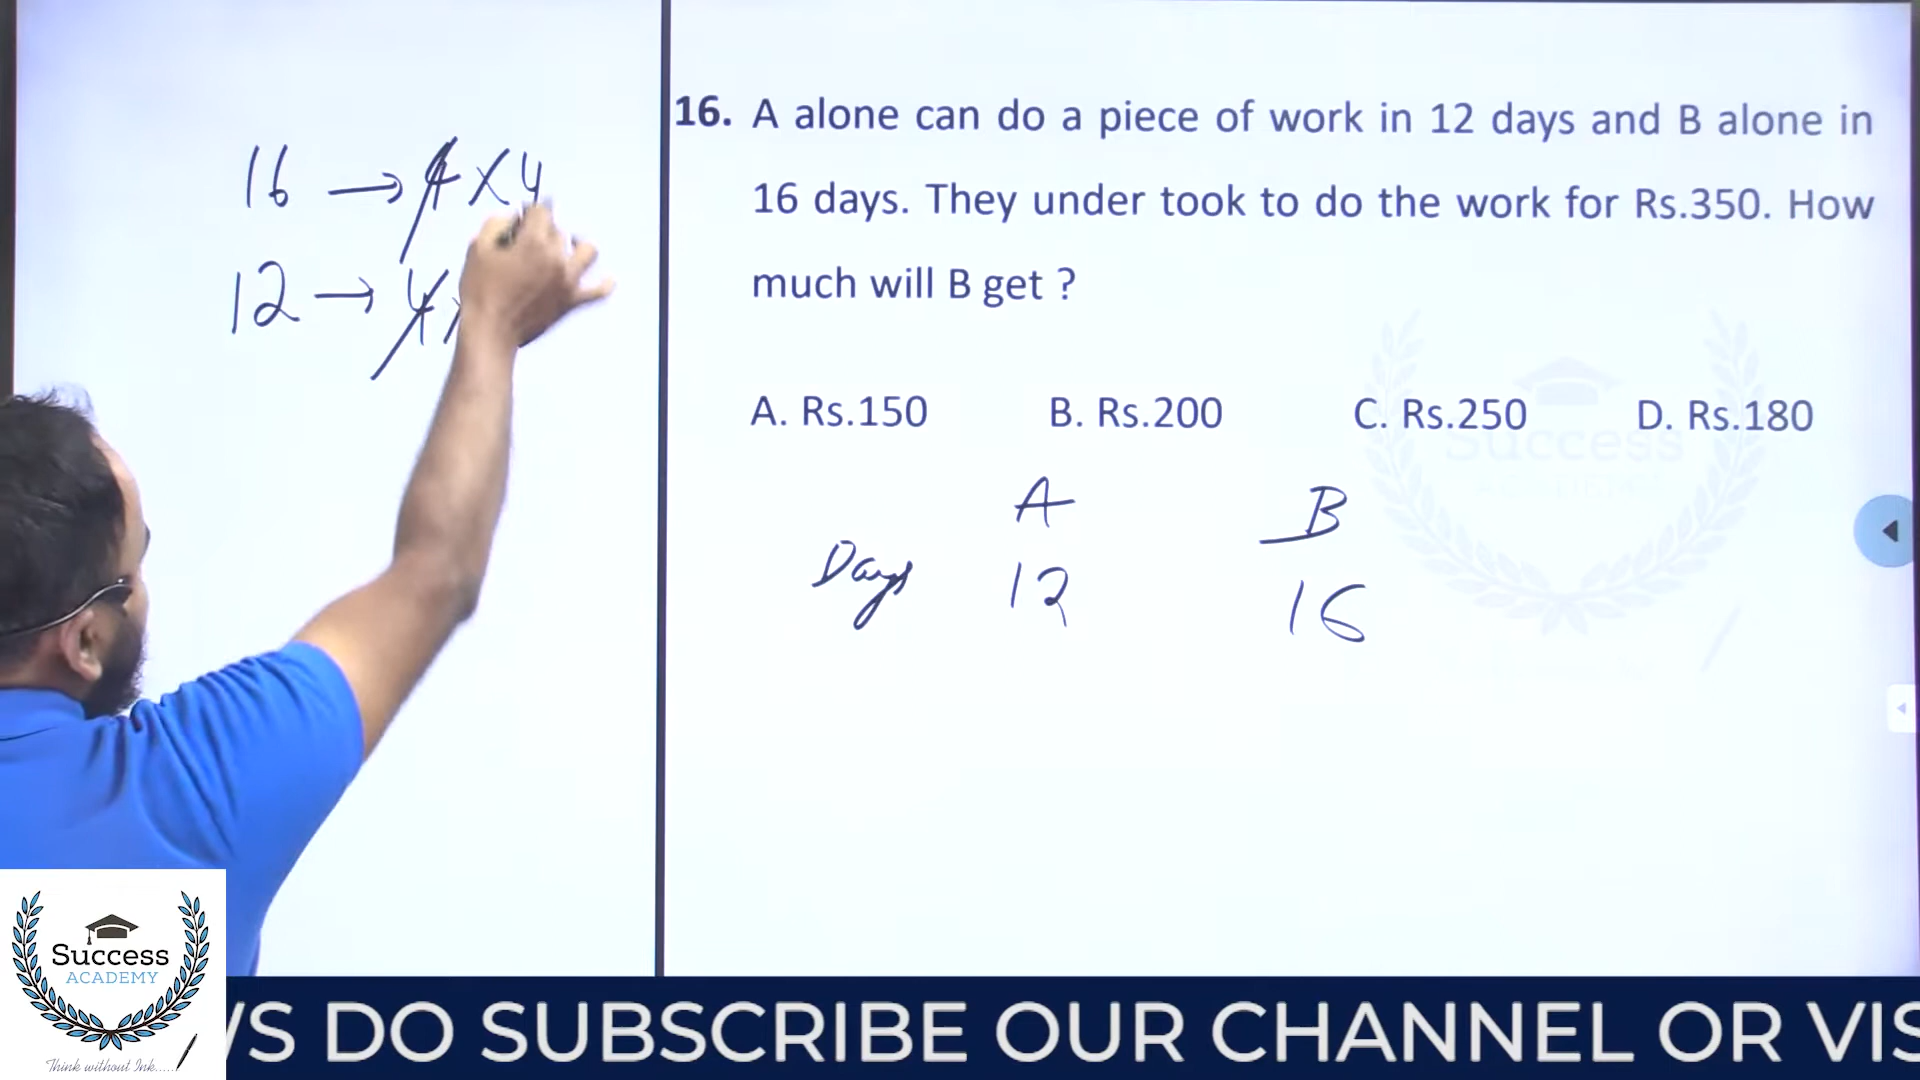 16 → 4 × 4
12 → 4 ×
16. A alone can do a piece of work in 12 days and B alone in
16 days. They under took to do the work for Rs.350. How
much will B get ?
A. Rs.150 B. Rs.200 C. Rs.250 D. Rs.180
Success
A B
Days 12 16
Success
ACADEMY
Think without Ink.....
WS DO SUBSCRIBE OUR CHANNEL OR VIS